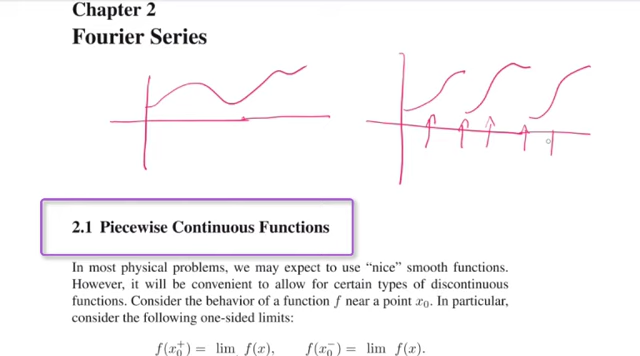 Chapter 2
Fourier Series
2.1 Piecewise Continuous Functions
In most physical problems, we may expect to use “nice” smooth functions.
However, it will be convenient to allow for certain types of discontinuous
functions. Consider the behavior of a function f near a point x₀. In particular,
consider the following one-sided limits:
f(x₀⁺) = lim f(x), f(x₀⁻) = lim f(x).